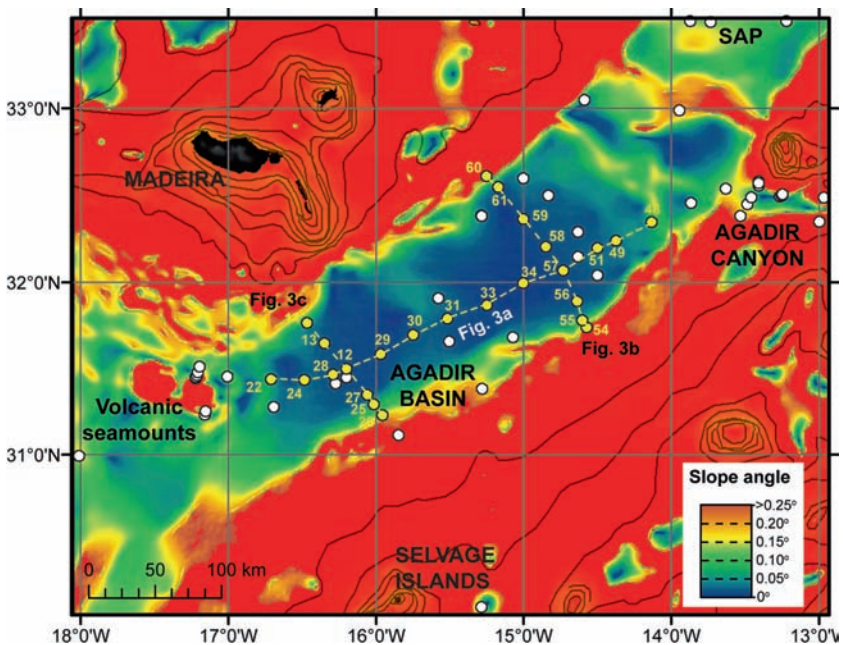 SAP
33°0'N
MADEIRA
60
61
59
58
57
51
49
AGADIR
CANYON
32°0'N
34
33
31
30
29
56
55
54
Fig. 3c
Fig. 3a
Fig. 3b
13
12
28
22
24
27
25
AGADIR
BASIN
Volcanic
seamounts
31°0'N
Slope angle
>0.25°
0.20°
0.15°
0.10°
0.05°
0°
SELVAGE
ISLANDS
0 50 100 km
18°0'W 17°0'W 16°0'W 15°0'W 14°0'W 13°0'W